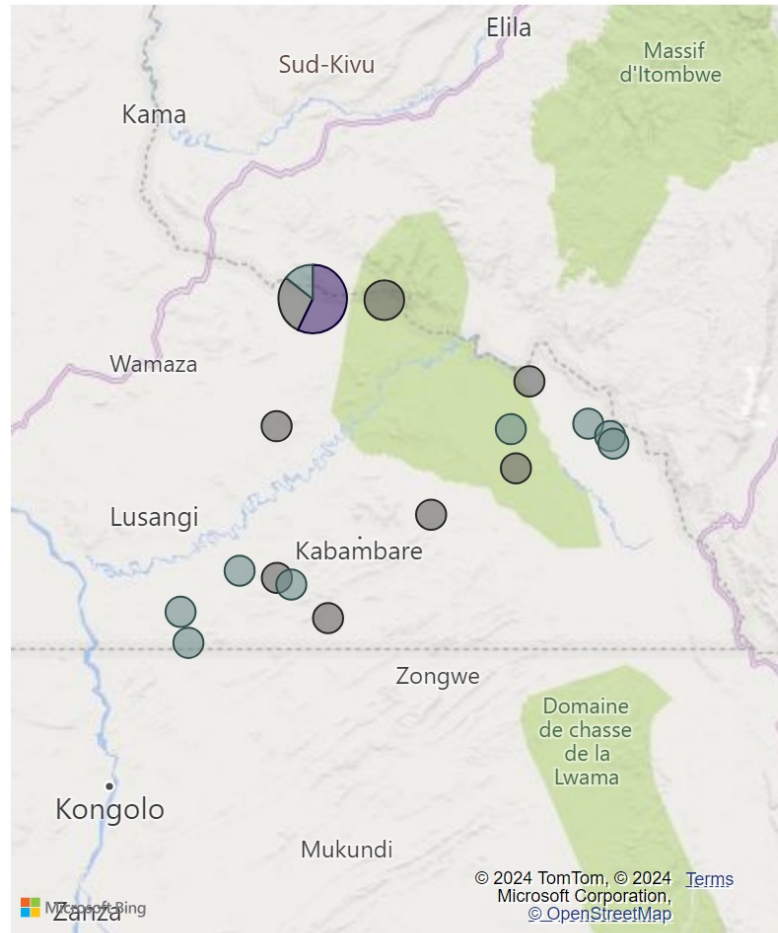 Elila
Sud-Kivu
Massif
d'Itombwe
Kama
Wamaza
Lusangi
Kabambare
Zongwe
Domaine
de chasse
de la
Lwama
Kongolo
Mukundi
© 2024 TomTom, © 2024 Terms
Microsoft Corporation,
© OpenStreetMap
Microsoft Bing
Zanza